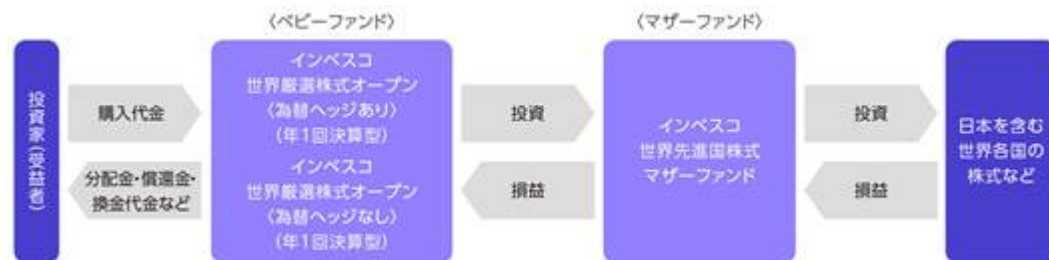 〈ベビーファンド〉
〈マザーファンド〉
投資家(受益者)
購入代金
分配金・償還金・
換金代金など
インベスコ
世界厳選株式オープン
〈為替ヘッジあり〉
(年1回決算型)
インベスコ
世界厳選株式オープン
〈為替ヘッジなし〉
(年1回決算型)
投資
損益
インベスコ
世界先進国株式
マザーファンド
投資
損益
日本を含む
世界各国の
株式など